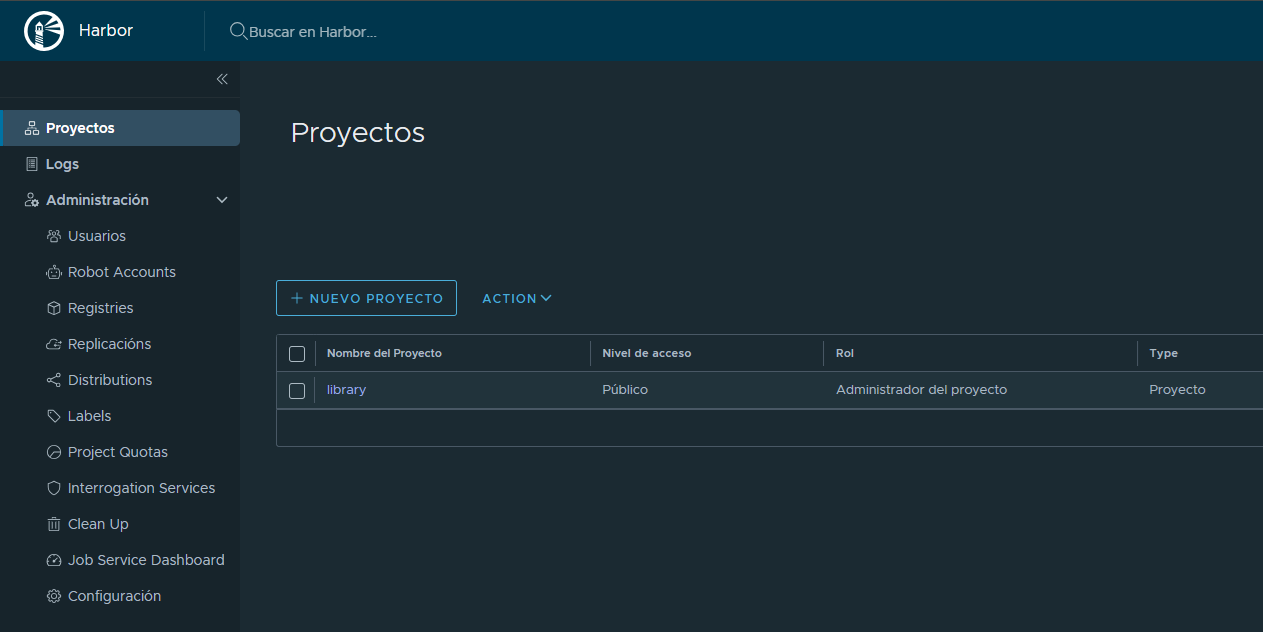 Harbor
Buscar en Harbor...
Proyectos
Logs
Administración
Usuarios
Robot Accounts
Registries
Replicacións
Distributions
Labels
Project Quotas
Interrogation Services
Clean Up
Job Service Dashboard
Configuración
Proyectos
NUEVO PROYECTO ACTION
Nombre del Proyecto Nivel de acceso Rol Type
library Público Administrador del proyecto Proyecto